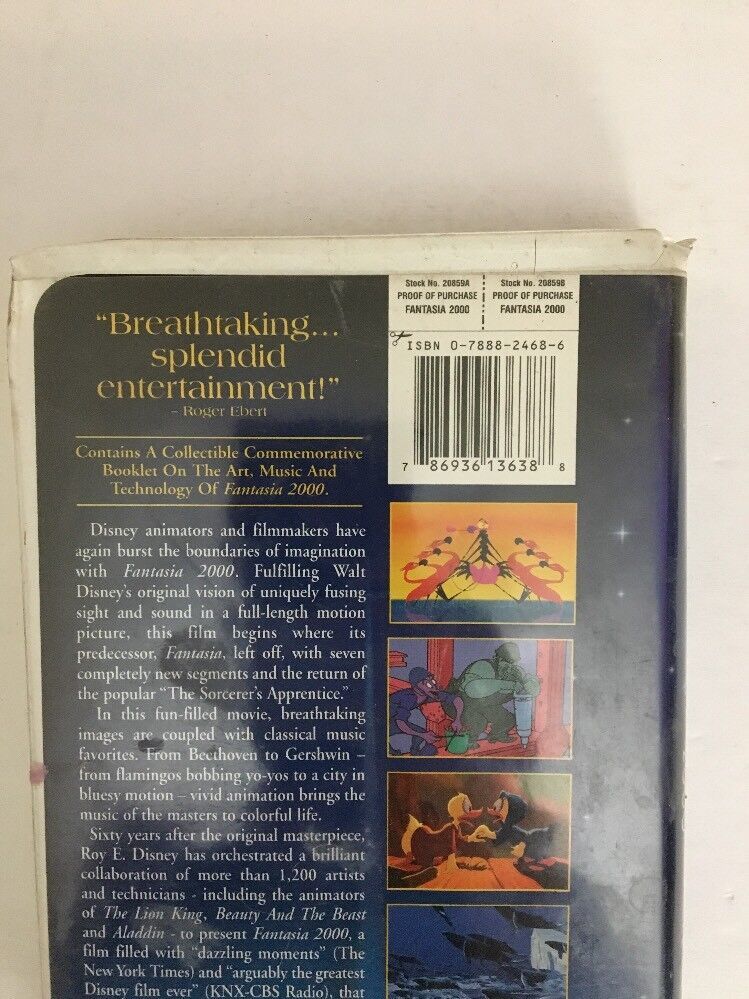 “Breathtaking...
splendid
entertainment!”
– Roger Ebert
Contains A Collectible Commemorative
Booklet On The Art, Music And
Technology Of Fantasia 2000.
Disney animators and filmmakers have
again burst the boundaries of imagination
with Fantasia 2000. Fulfilling Walt
Disney's original vision of uniquely fusing
sight and sound in a full-length motion
picture, this film begins where its
predecessor, Fantasia, left off, with seven
completely new segments and the return of
the popular “The Sorcerer's Apprentice.”
In this fun-filled movie, breathtaking
images are coupled with classical music
favorites. From Beethoven to Gershwin –
from flamingos bobbing yo-yos to a city in
bluesy motion – vivid animation brings the
music of the masters to colorful life.
Sixty years after the original masterpiece,
Roy E. Disney has orchestrated a brilliant
collaboration of more than 1,200 artists
and technicians - including the animators
of The Lion King, Beauty And The Beast
and Aladdin - to present Fantasia 2000, a
film filled with “dazzling moments” (The
New York Times) and “arguably the greatest
Disney film ever” (KNX-CBS Radio), that
Stock No. 20859A
PROOF OF PURCHASE
FANTASIA 2000
Stock No. 20859B
PROOF OF PURCHASE
FANTASIA 2000
ISBN 0-7888-2468-6
7 86936 13638 8